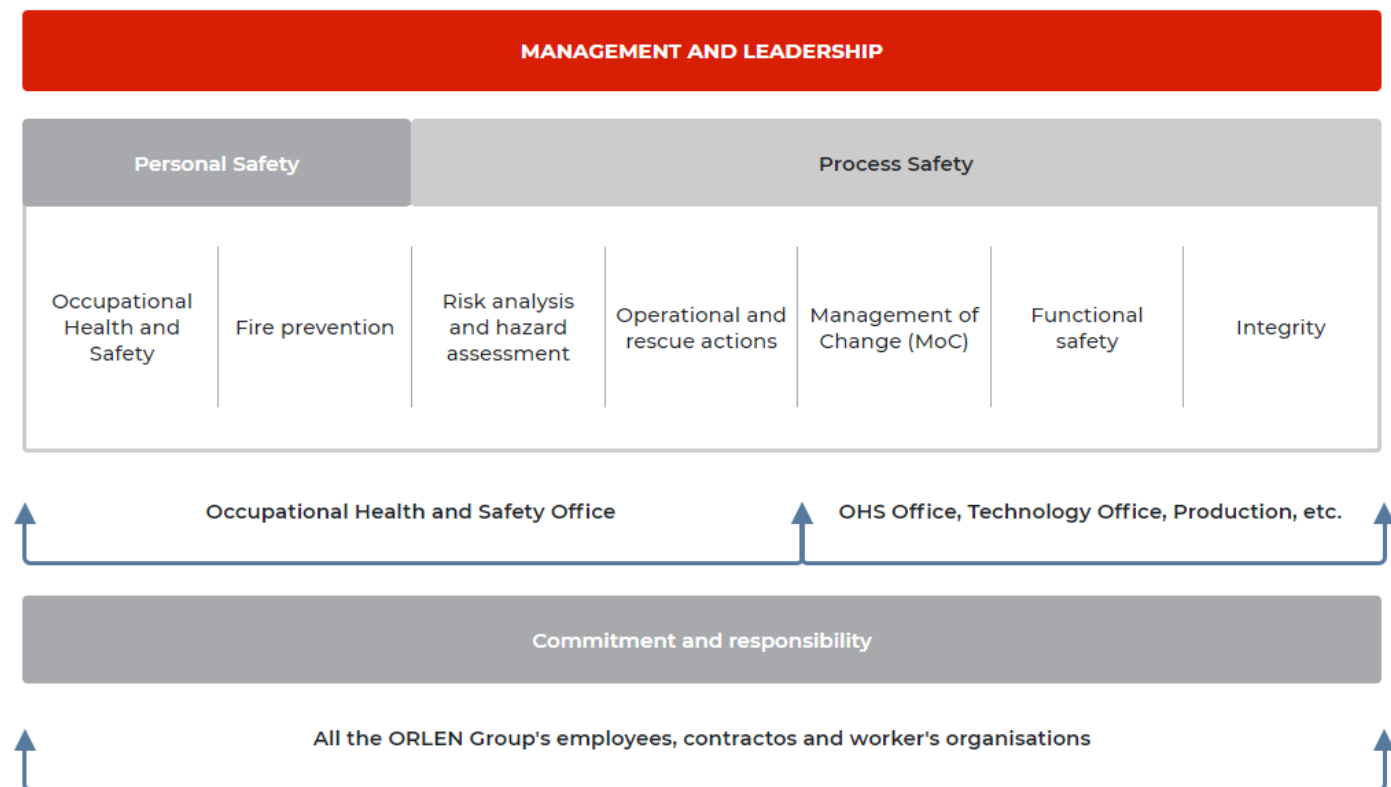 MANAGEMENT AND LEADERSHIP
Personal Safety
Process Safety
Occupational
Health and
Safety
Fire prevention
Risk analysis
and hazard
assessment
Operational and
rescue actions
Management of
Change (MoC)
Functional
safety
Integrity
Occupational Health and Safety Office
OHS Office, Technology Office, Production, etc.
Commitment and responsibility
All the ORLEN Group's employees, contractos and worker's organisations